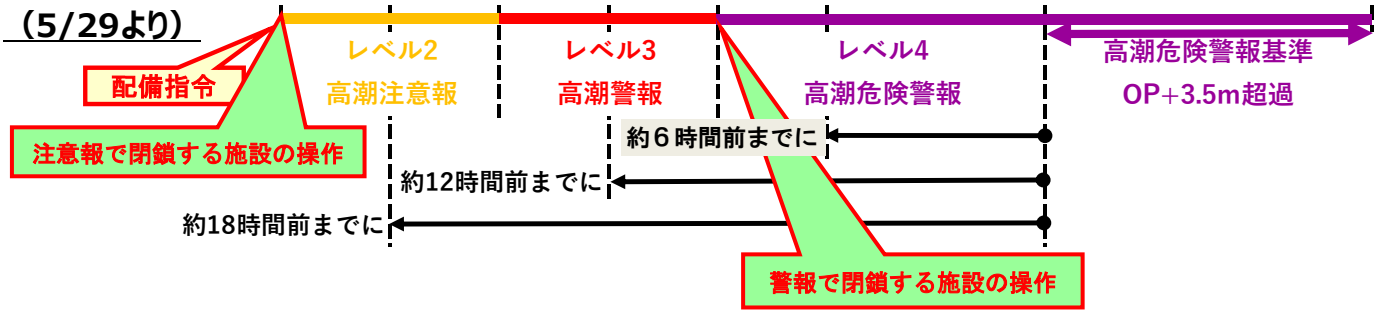 （5/29より）
レベル2
高潮注意報
レベル3
高潮警報
レベル4
高潮危険警報
高潮危険警報基準
OP+3.5m超過
配備指令
注意報で閉鎖する施設の操作
約６時間前までに
約12時間前までに
約18時間前までに
警報で閉鎖する施設の操作